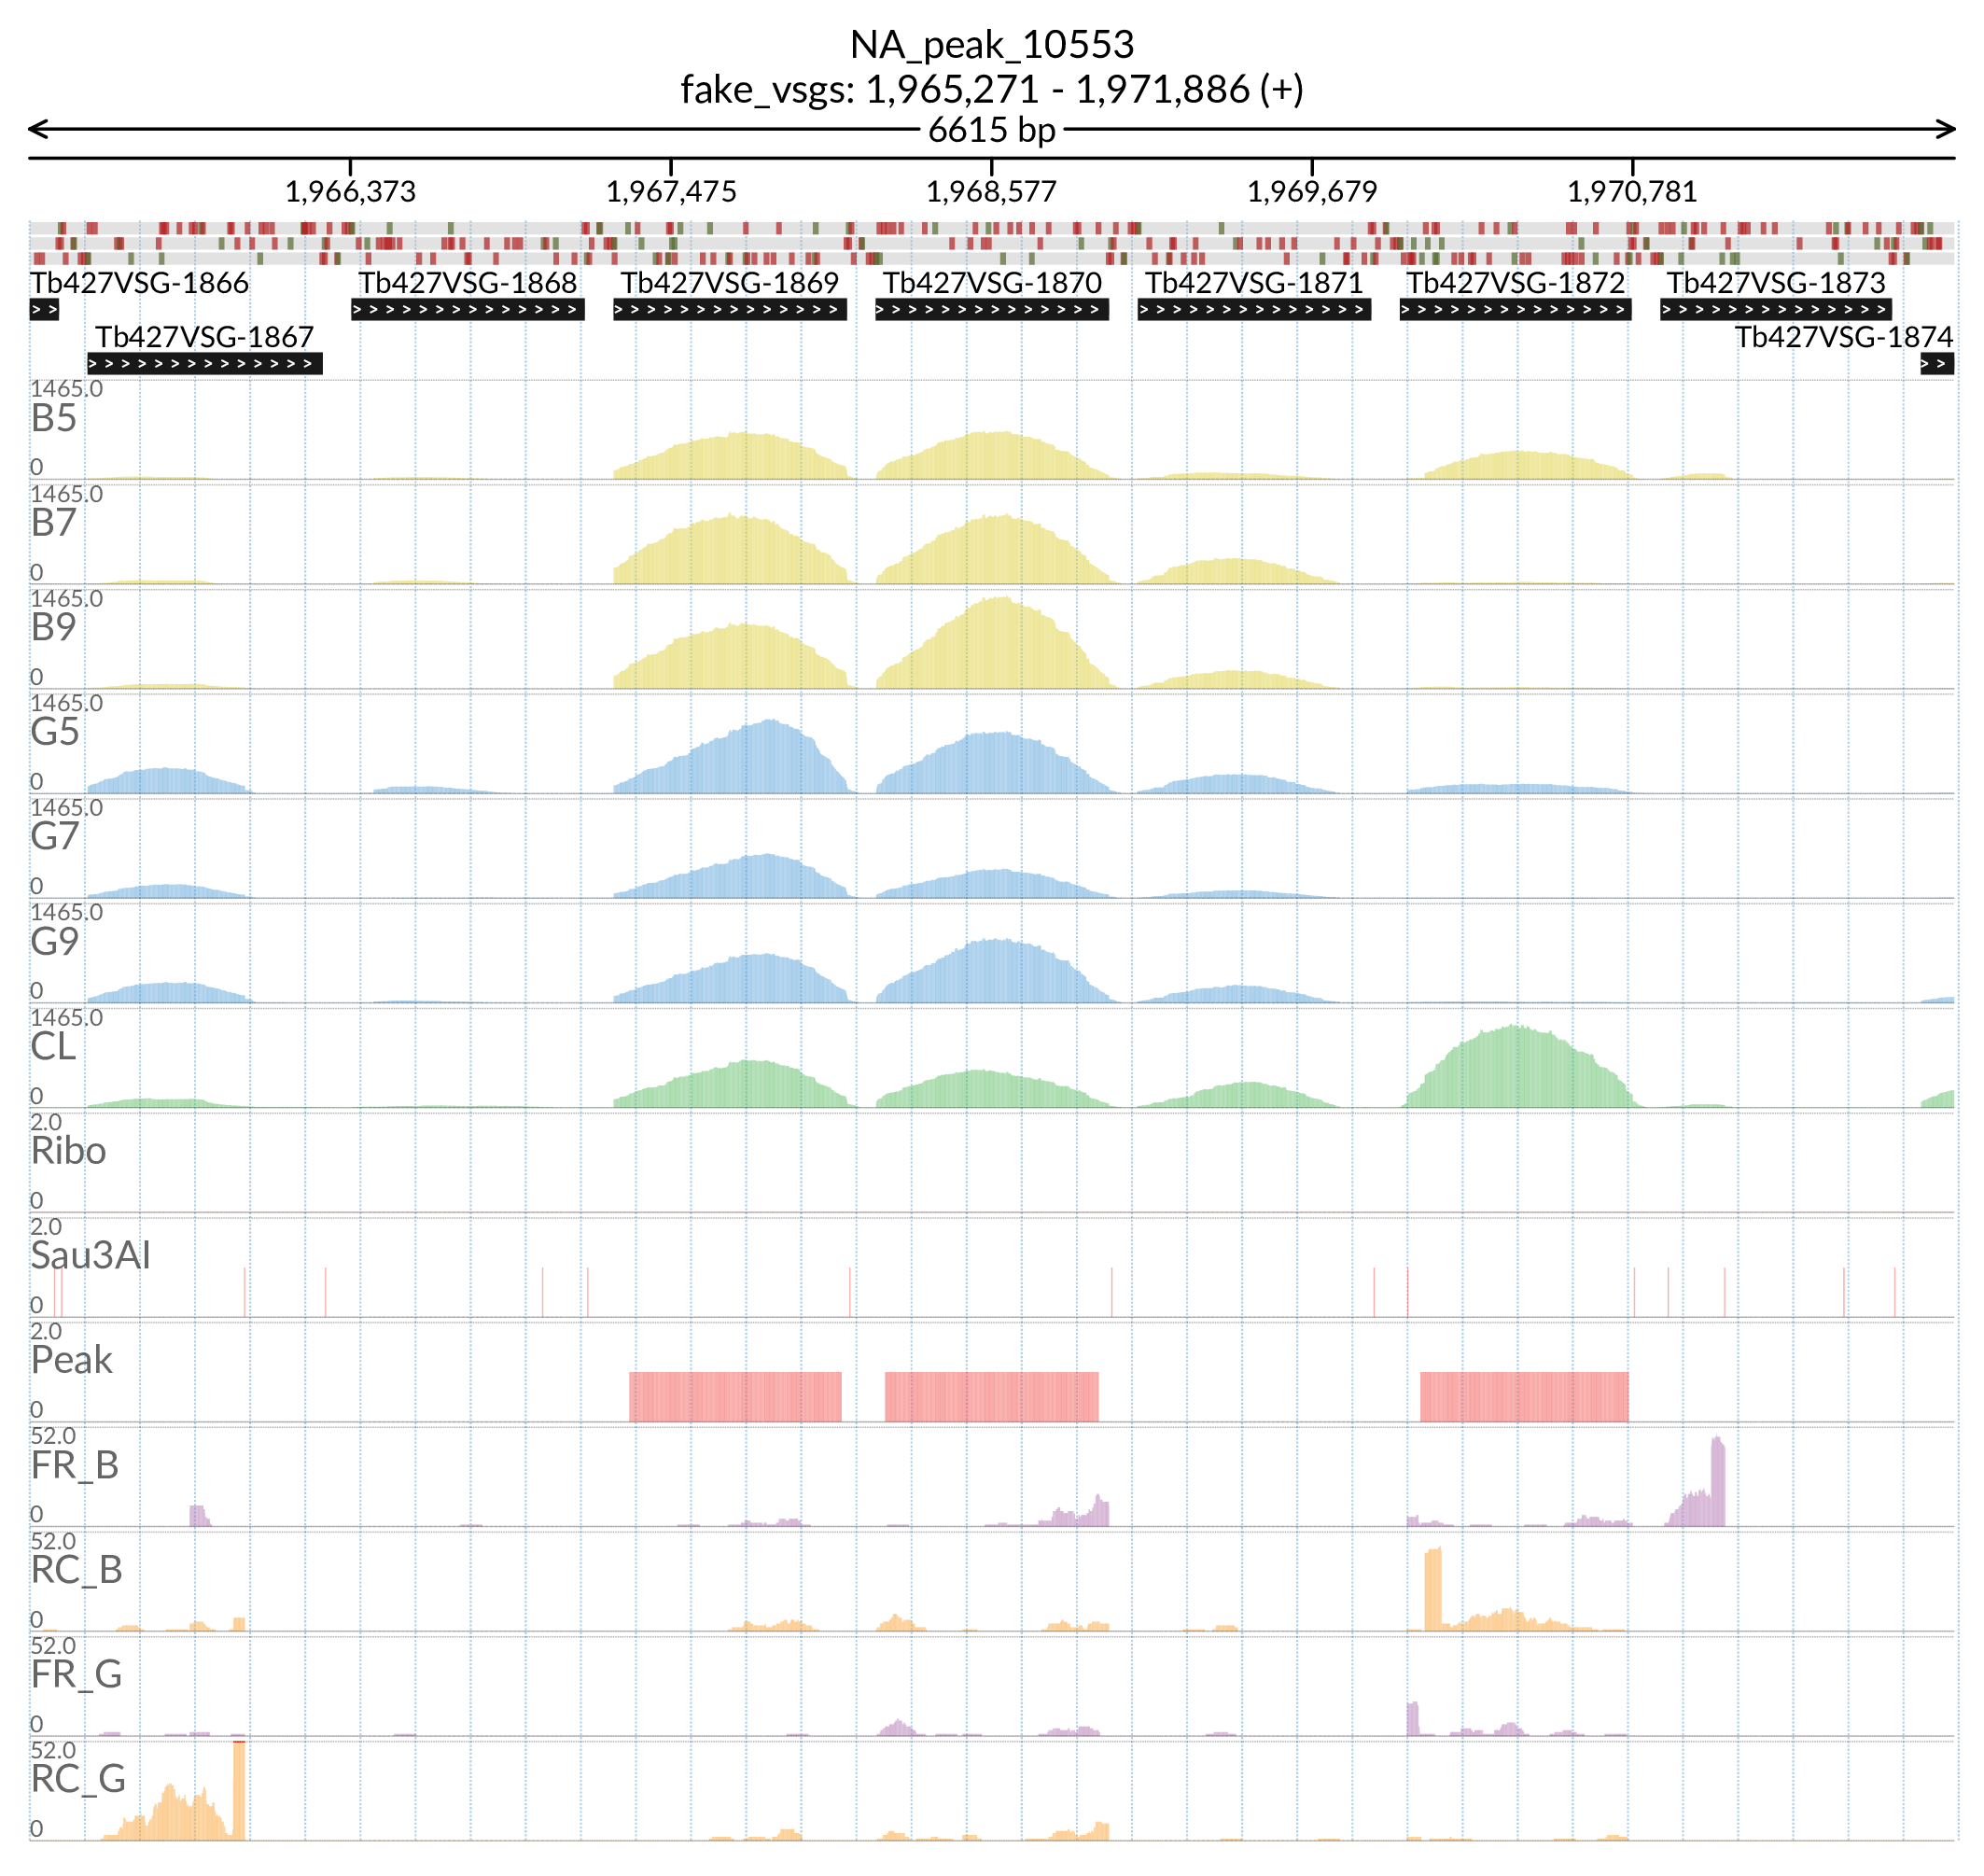 NA_peak_10553
fake_vsgs: 1,965,271 - 1,971,886 (+)
6615 bp
1,966,373 1,967,475 1,968,577 1,969,679 1,970,781
Tb427VSG-1866 Tb427VSG-1868 Tb427VSG-1869 Tb427VSG-1870 Tb427VSG-1871 Tb427VSG-1872 Tb427VSG-1873
Tb427VSG-1867 Tb427VSG-1874
1465.0
B5
0
1465.0
B7
0
1465.0
B9
0
1465.0
G5
0
1465.0
G7
0
1465.0
G9
0
1465.0
CL
0
2.0
Ribo
0
2.0
Sau3AI
0
2.0
Peak
0
52.0
FR_B
0
52.0
RC_B
0
52.0
FR_G
0
52.0
RC_G
0